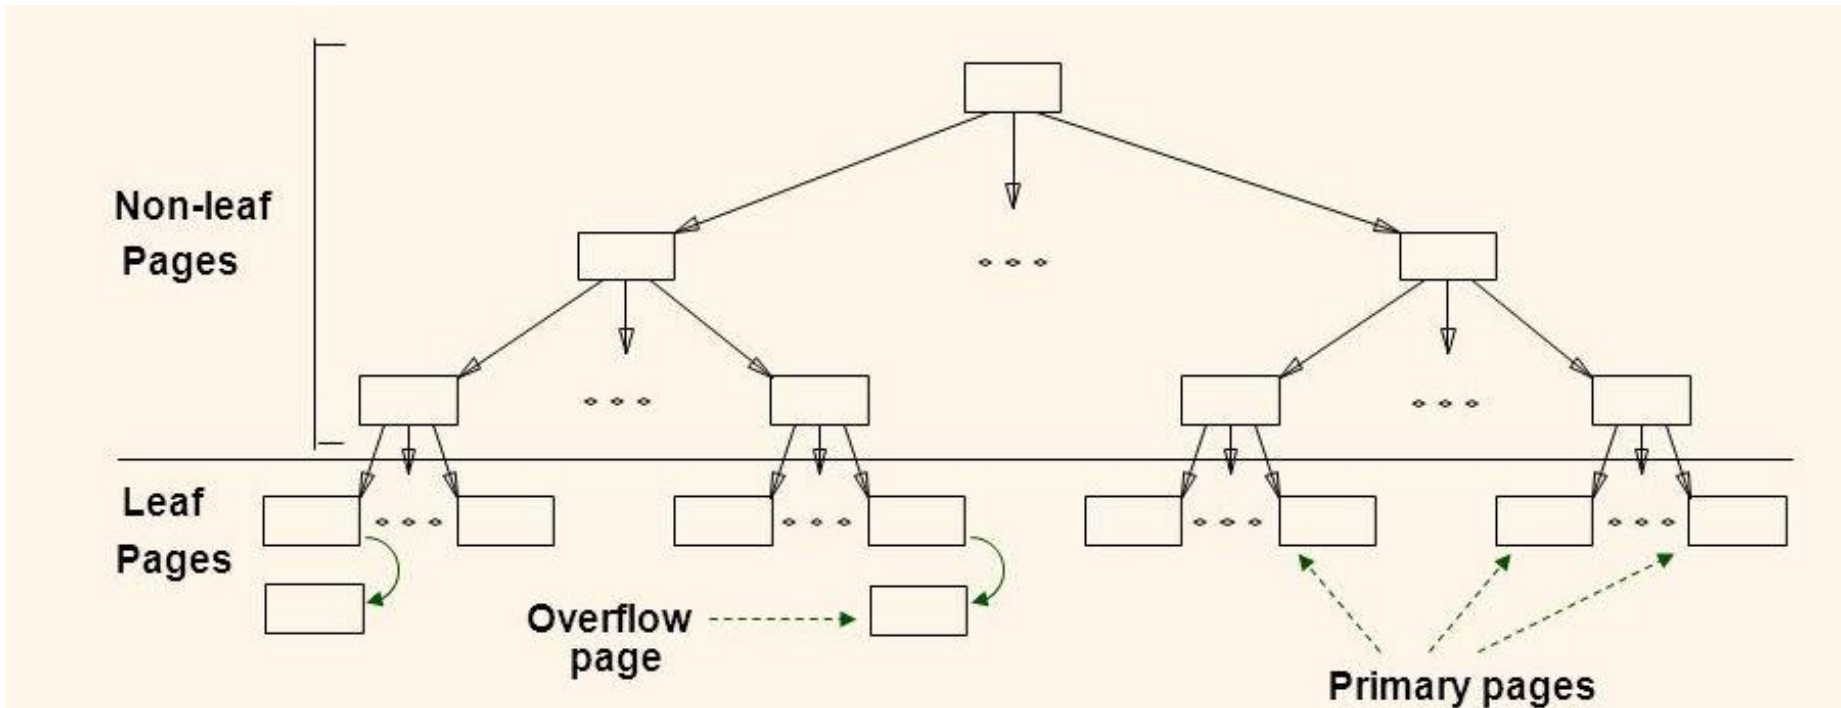 Non-leaf
Pages
Leaf
Pages
Overflow
page
Primary pages